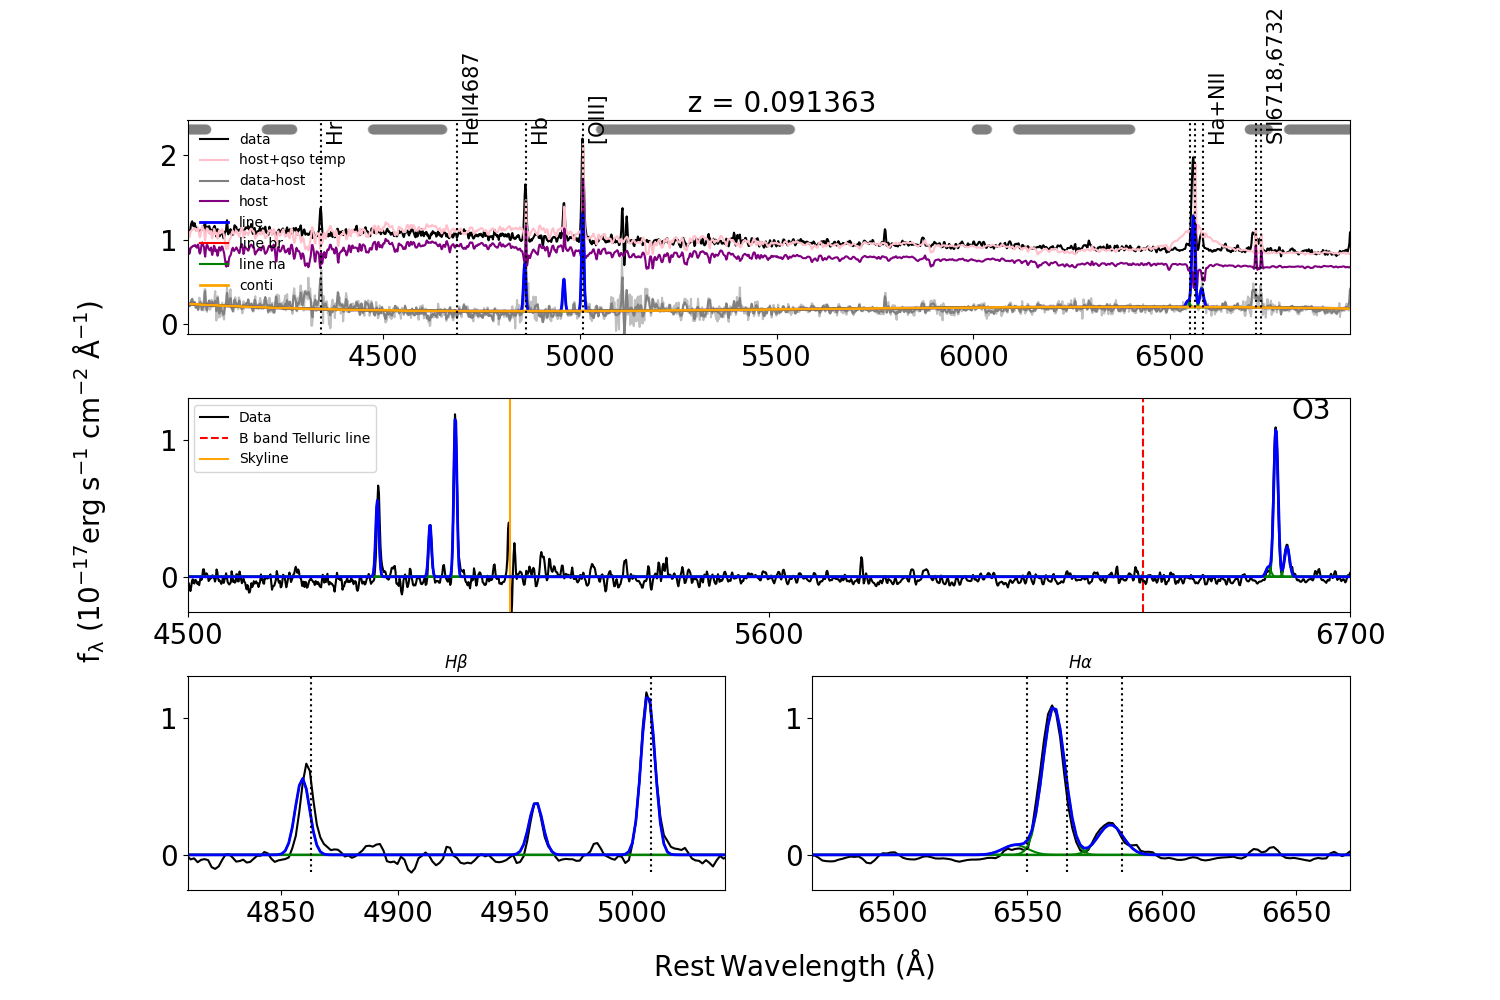 z = 0.091363
Hr
HeII4687
Hb
[OIII]
Ha+NII
SII6718,6732
data
host+qso temp
data-host
host
line
line br
line na
conti
2
1
0
4500
5000
5500
6000
6500
f_λ (10^−17 erg s^−1 cm^−2 Å^−1)
O3
Data
B band Telluric line
Skyline
1
0
4500
5600
6700
Hβ
1
0
4850
4900
4950
5000
Hα
1
0
6500
6550
6600
6650
Rest Wavelength (Å)